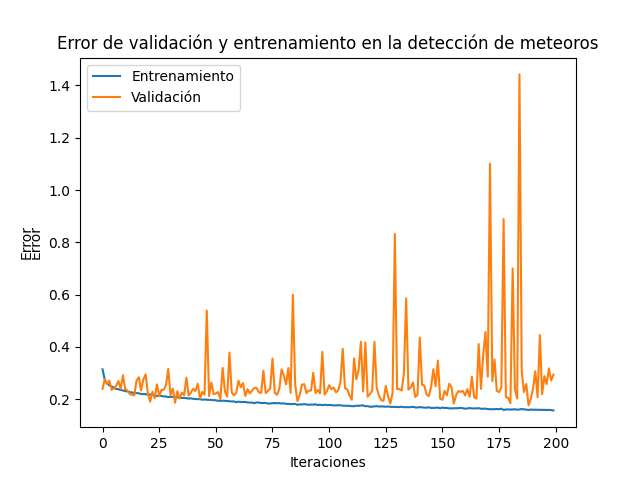 Error de validación y entrenamiento en la detección de meteoros
Entrenamiento
Validación
1.4
1.2
1.0
0.8
0.6
0.4
0.2
Error
Error
0 25 50 75 100 125 150 175 200
Iteraciones